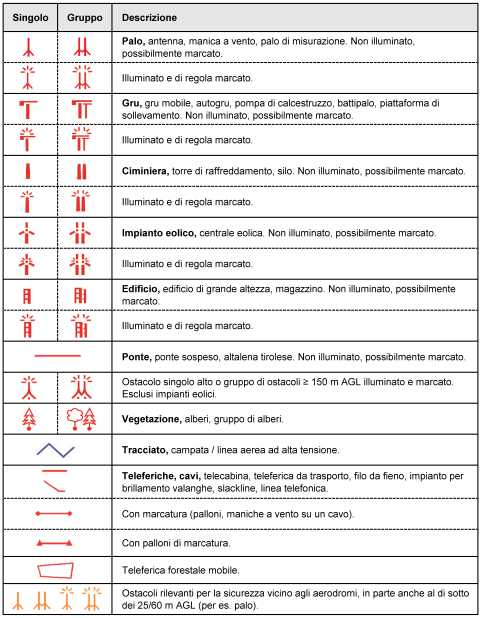 Singolo Gruppo Descrizione
Palo, antenna, manica a vento, palo di misurazione. Non illuminato,
possibilmente marcato.
Illuminato e di regola marcato.
Gru, gru mobile, autogru, pompa di calcestruzzo, battipalo, piattaforma di
sollevamento. Non illuminato, possibilmente marcato.
Illuminato e di regola marcato.
Ciminiera, torre di raffreddamento, silo. Non illuminato, possibilmente marcato.
Illuminato e di regola marcato.
Impianto eolico, centrale eolica. Non illuminato, possibilmente marcato.
Illuminato e di regola marcato.
Edificio, edificio di grande altezza, magazzino. Non illuminato, possibilmente
marcato.
Illuminato e di regola marcato.
Ponte, ponte sospeso, altalena tirolese. Non illuminato, possibilmente marcato.
Ostacolo singolo alto o gruppo di ostacoli ≥ 150 m AGL illuminato e marcato.
Esclusi impianti eolici.
Vegetazione, alberi, gruppo di alberi.
Tracciato, campata / linea aerea ad alta tensione.
Teleferiche, cavi, telecabina, teleferica da trasporto, filo da fieno, impianto per
brillamento valanghe, slackline, linea telefonica.
Con marcatura (palloni, maniche a vento su un cavo).
Con palloni di marcatura.
Teleferica forestale mobile.
Ostacoli rilevanti per la sicurezza vicino agli aerodromi, in parte anche al di sotto
dei 25/60 m AGL (per es. palo).